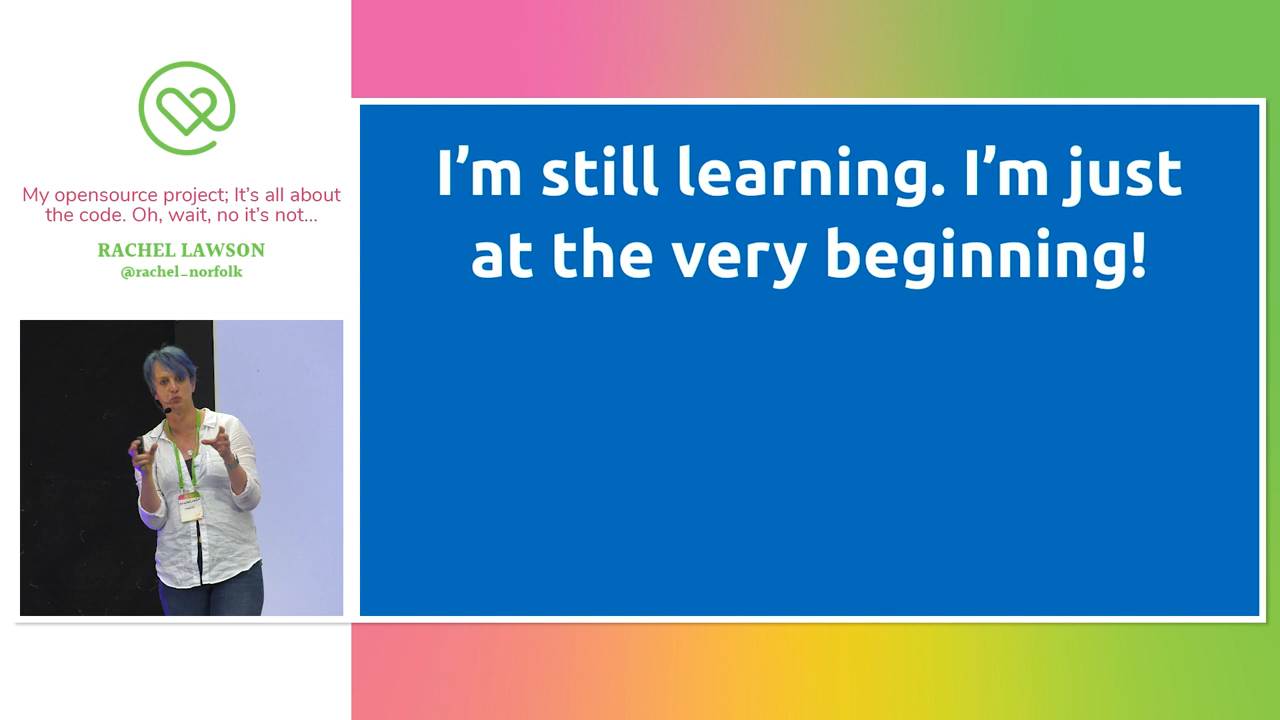 My opensource project; It's all about
the code. Oh, wait, no it's not...
RACHEL LAWSON
@rachel_norfolk
I'm still learning. I'm just
at the very beginning!